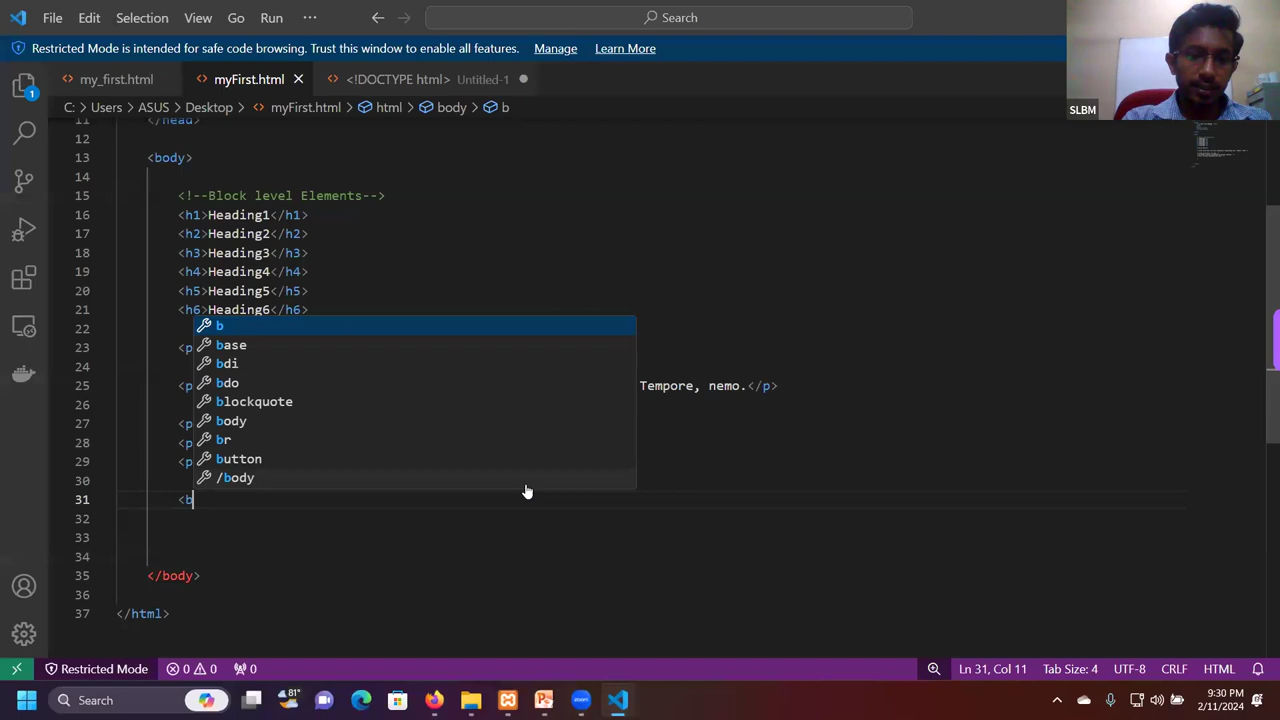 File Edit Selection View Go Run ··· Search
Restricted Mode is intended for safe code browsing. Trust this window to enable all features. Manage Learn More
my_first.html myFirst.html <!DOCTYPE html> Untitled-1
C: > Users > ASUS > Desktop > myFirst.html > html > body > b
SLBM
1
11 </head>
12
13 <body>
14
15 <!--Block level Elements-->
16 <h1>Heading1</h1>
17 <h2>Heading2</h2>
18 <h3>Heading3</h3>
19 <h4>Heading4</h4>
20 <h5>Heading5</h5>
21 <h6>Heading6</h6>
22 b
23 <p base
24 bdi
25 <p bdo Tempore, nemo.</p>
26 blockquote
27 <p body
28 <p br
29 <p button
30 /body
31 <b
32
33
34
35 </body>
36
37 </html>
Restricted Mode 0 0 0 Ln 31, Col 11 Tab Size: 4 UTF-8 CRLF HTML
Search 81° zoom 9:30 PM
2/11/2024